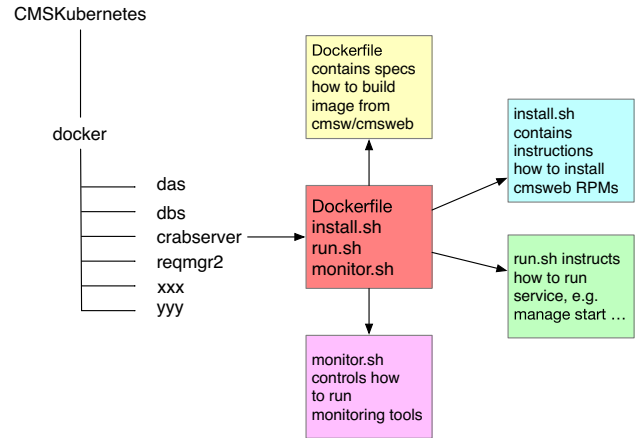 CMSKubernetes
docker
das
dbs
crabserver
reqmgr2
xxx
yyy
Dockerfile
contains specs
how to build
image from
cmsw/cmsweb
Dockerfile
install.sh
run.sh
monitor.sh
install.sh
contains
instructions
how to install
cmsweb RPMs
run.sh instructs
how to run
service, e.g.
manage start …
monitor.sh
controls how
to run
monitoring tools